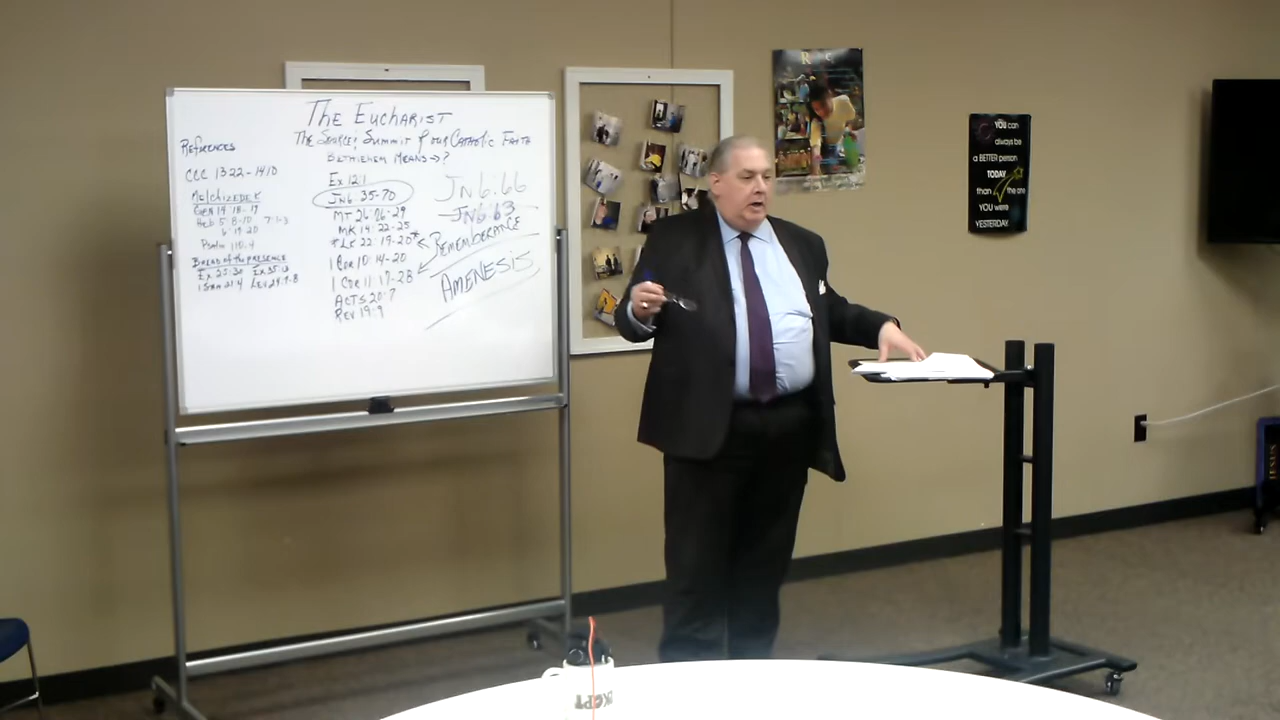 The Eucharist
The Source & Summit of our Catholic Faith
Bethlehem Means → ?
References
CCC 1322-1410
Melchizedek
Gen 14:18-19
Heb 5:8-10 7:1-3
6:19-20
Psalm 110:4
Bread of the Presence
Ex 25:30 Ex 35:13
1 Sam 21:4 Lev 24:7-8
Ex 12:1
Jn 6 35-70
Mt 26:26-29
Mk 14:22-25
*Lk 22:19-20*
1 Cor 10:14-20
1 Cor 11:17-28
Acts 20:7
Rev 19:9
Jn 6:66
Jn 6:63
Rememberance
Amenesis
YOU can
always be
a BETTER person
TODAY
than the one
YOU were
YESTERDAY
JESUS